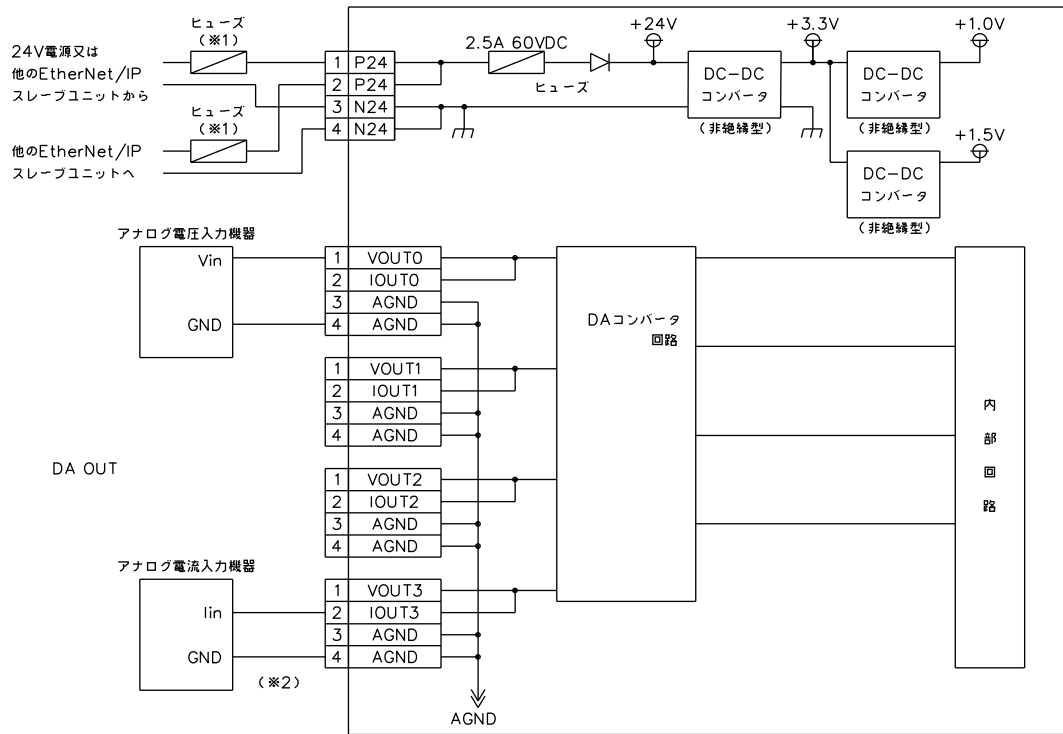 +24V
+3.3V
+1.0V
ヒューズ
(※1)
2.5A 60VDC
ヒューズ
24V電源又は
他のEtherNet/IP
スレーブユニットから
ヒューズ
(※1)
他のEtherNet/IP
スレーブユニットへ
1 P24
2 P24
3 N24
4 N24
DC-DC
コンバータ
(非絶縁型)
DC-DC
コンバータ
(非絶縁型)
+1.5V
DC-DC
コンバータ
(非絶縁型)
アナログ電圧入力機器
Vin
GND
1 VOUT0
2 IOUT0
3 AGND
4 AGND
1 VOUT1
2 IOUT1
3 AGND
4 AGND
DA OUT
1 VOUT2
2 IOUT2
3 AGND
4 AGND
アナログ電流入力機器
Iin
GND
(※2)
1 VOUT3
2 IOUT3
3 AGND
4 AGND
AGND
DAコンバータ
回路
内
部
回
路